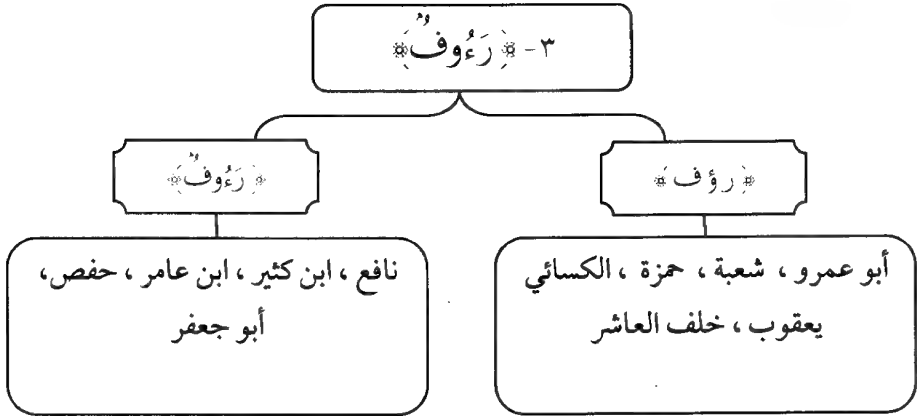 ٣- ﴿رَءُوفٌ﴾
﴿رؤف﴾
﴿رَءُوفٌ﴾
أبو عمرو ، شعبة ، حمزة ، الكسائي
يعقوب ، خلف العاشر
نافع ، ابن كثير ، ابن عامر ، حفص،
أبو جعفر